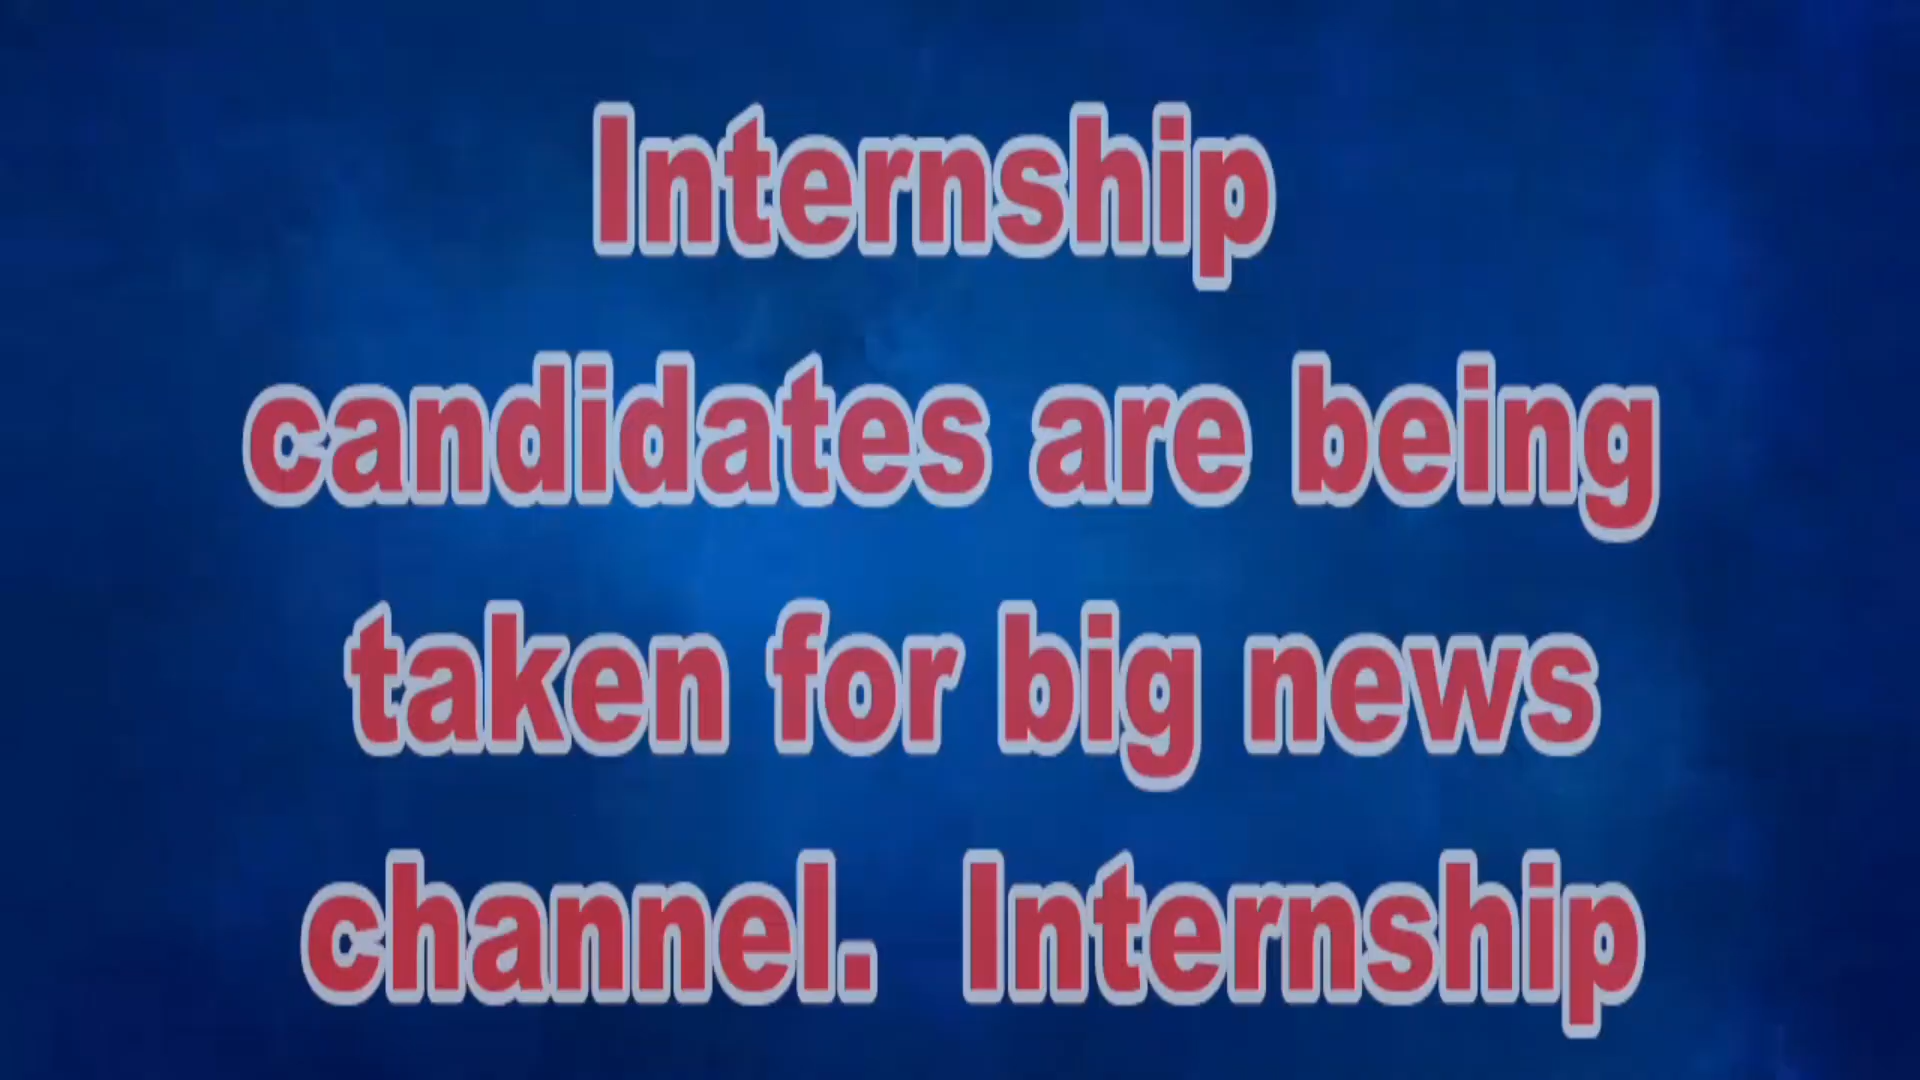 Internship
candidates are being
taken for big news
channel. Internship